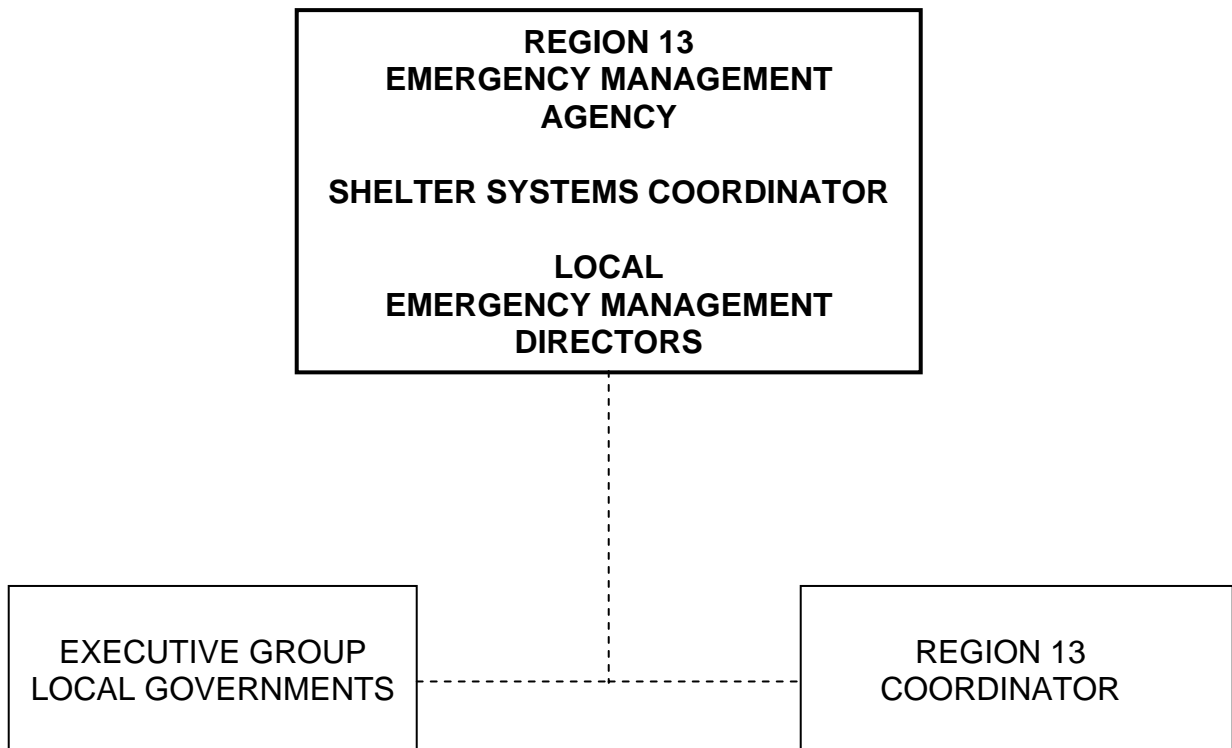 REGION 13
EMERGENCY MANAGEMENT
AGENCY
SHELTER SYSTEMS COORDINATOR
LOCAL
EMERGENCY MANAGEMENT
DIRECTORS
EXECUTIVE GROUP
LOCAL GOVERNMENTS
REGION 13
COORDINATOR